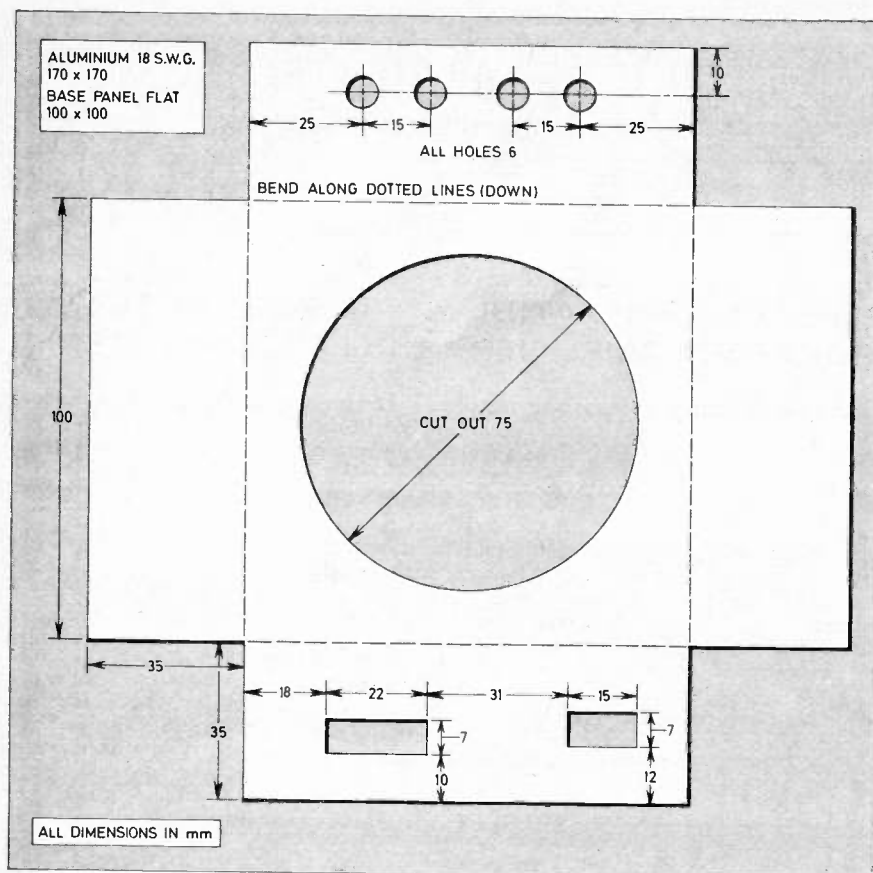 ALUMINIUM 18 S.W.G.
170 x 170
BASE PANEL FLAT
100 x 100
10
25
15
15
25
ALL HOLES 6
BEND ALONG DOTTED LINES (DOWN)
100
CUT OUT 75
35
18
22
31
15
35
7
7
10
12
ALL DIMENSIONS IN mm